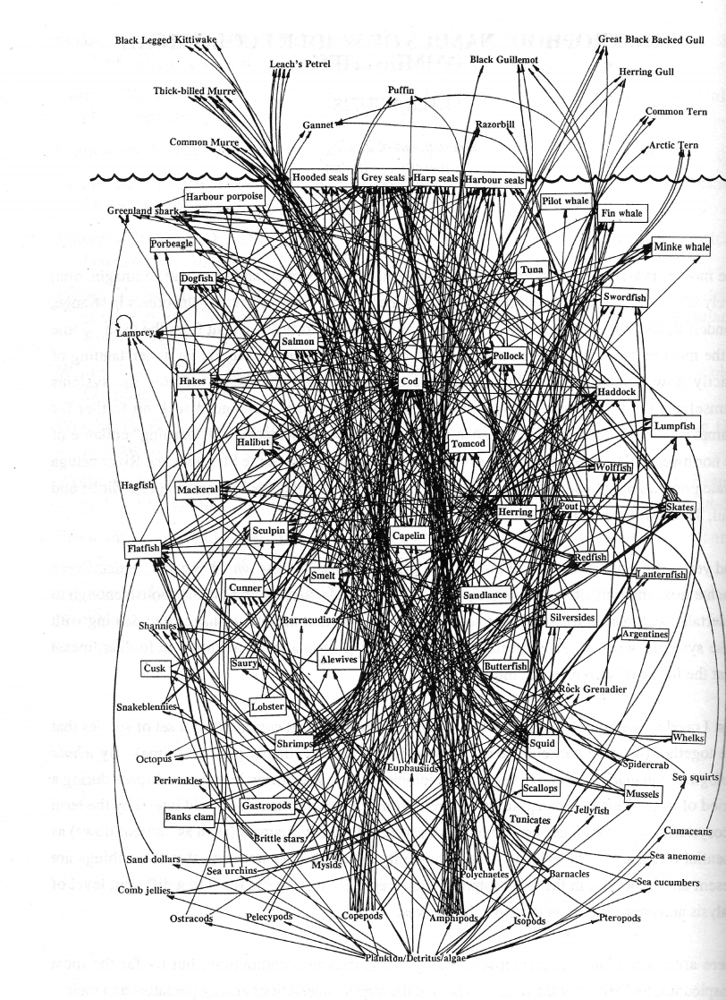 Black Legged Kittiwake
Great Black Backed Gull
Leach's Petrel
Black Guillemot
Herring Gull
Thick-billed Murre
Puffin
Common Tern
Gannet
Razorbill
Common Murre
Arctic Tern
Hooded seals
Grey seals
Harp seals
Harbour seals
Harbour porpoise
Pilot whale
Greenland shark
Fin whale
Porbeagle
Minke whale
Tuna
Dogfish
Swordfish
Lamprey
Salmon
Pollock
Hakes
Cod
Haddock
Lumpfish
Halibut
Tomcod
Wolffish
Hagfish
Mackeral
Herring
Pout
Skates
Sculpin
Capelin
Flatfish
Redfish
Smelt
Lanternfish
Cunner
Sandlance
Barracudinas
Silversides
Shannies
Argentines
Cusk
Saury
Alewives
Butterfish
Rock Grenadier
Snakeblennies
Lobster
Shrimps
Squid
Whelks
Octopus
Euphausiids
Spidercrab
Periwinkles
Sea squirts
Scallops
Mussels
Gastropods
Banks clam
Jellyfish
Tunicates
Brittle stars
Cumaceans
Sand dollars
Sea urchins
Mysids
Sea anenome
Polychaetes
Barnacles
Sea cucumbers
Comb jellies
Ostracods
Pelecypods
Copepods
Amphipods
Isopods
Pteropods
Plankton/Detritus/algae